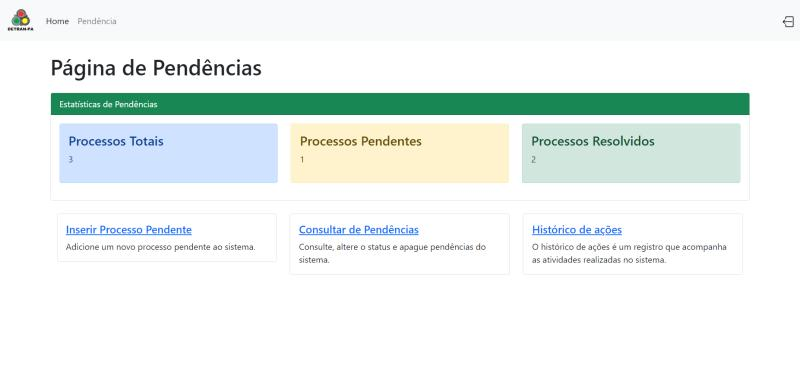 DETRAN-PA
Home
Pendência
Página de Pendências
Estatísticas de Pendências
Processos Totais
3
Processos Pendentes
1
Processos Resolvidos
2
Inserir Processo Pendente
Adicione um novo processo pendente ao sistema.
Consultar de Pendências
Consulte, altere o status e apague pendências do
sistema.
Histórico de ações
O histórico de ações é um registro que acompanha
as atividades realizadas no sistema.